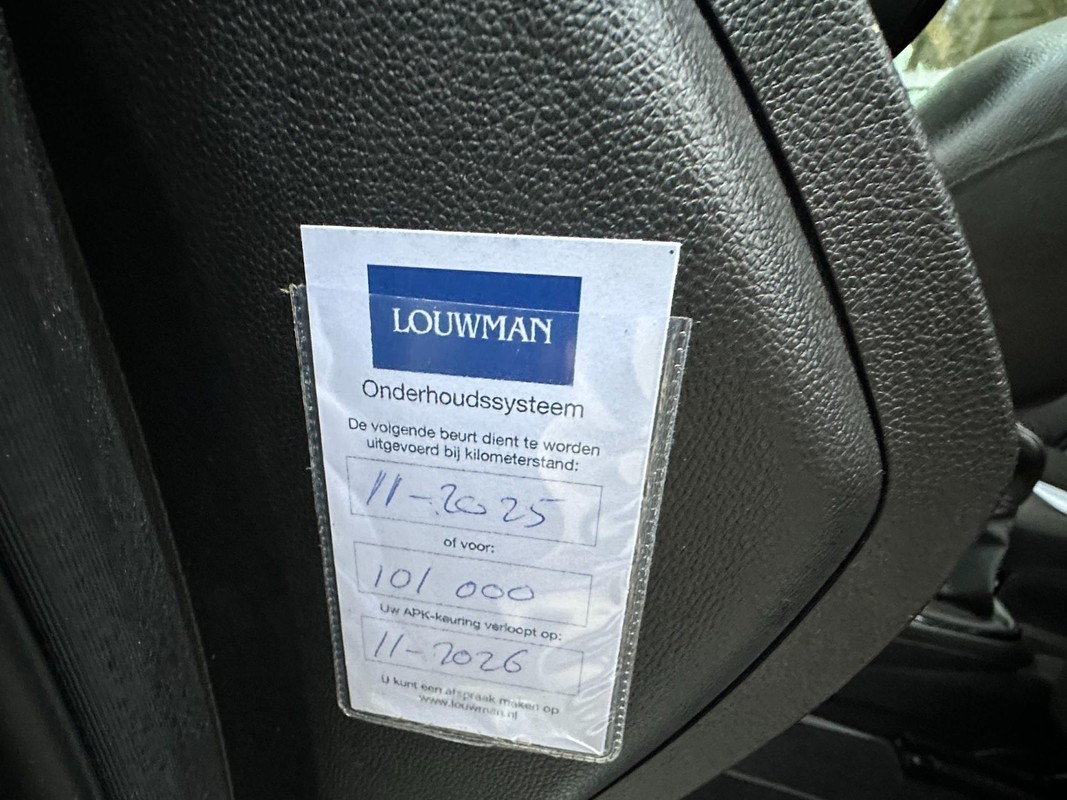 LOUWMAN
Onderhoudssysteem
De volgende beurt dient te worden
uitgevoerd bij kilometerstand:
11-2025
of voor:
101 000
Uw APK-keuring verloopt op:
11-2026
U kunt een afspraak maken op
www.louwman.nl